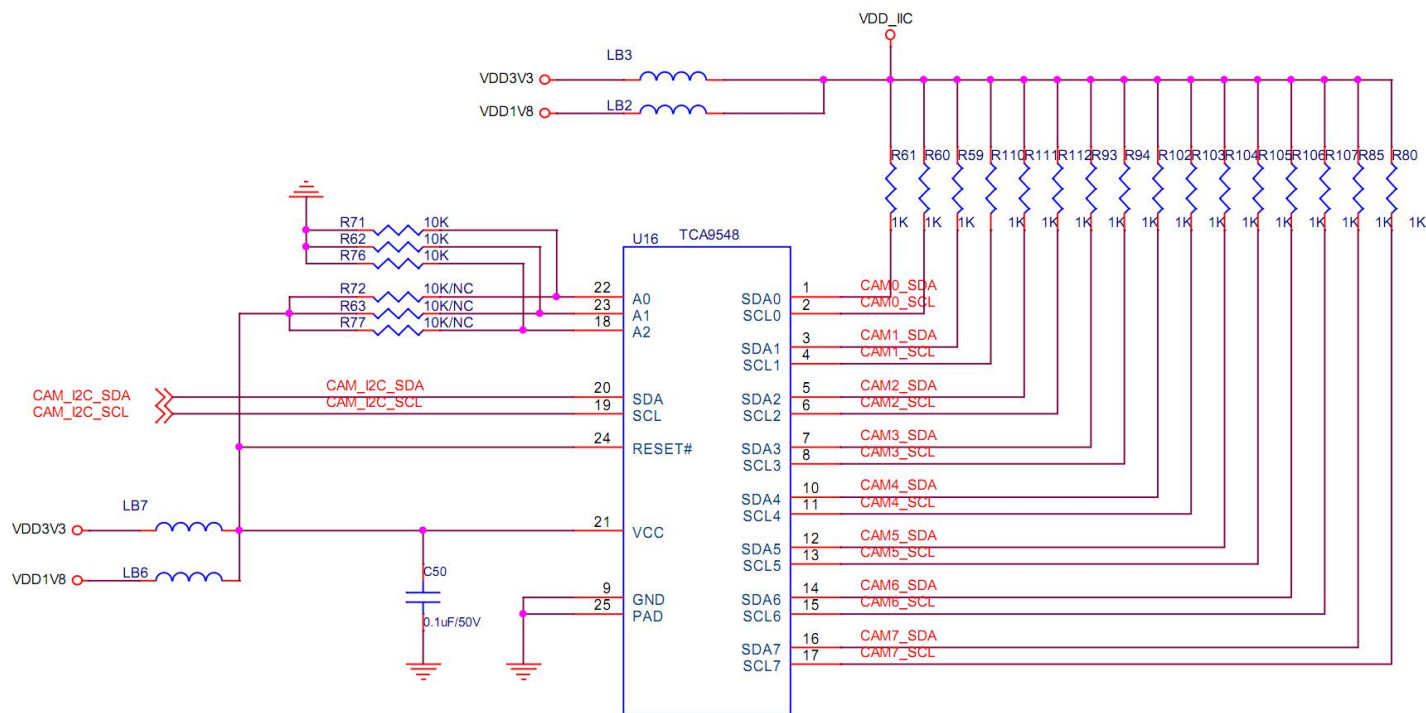 VDD_IIC
LB3
VDD3V3
VDD1V8
LB2
R61 R60 R59 R110 R111 R112 R93 R94 R102 R103 R104 R105 R106 R107 R85 R80
1K 1K 1K 1K 1K 1K 1K 1K 1K 1K 1K 1K 1K 1K 1K 1K
R71 10K
R62 10K
R76 10K
R72 10K/NC
R63 10K/NC
R77 10K/NC
U16 TCA9548
22 A0
23 A1
18 A2
CAM_I2C_SDA CAM_I2C_SDA 20 SDA
CAM_I2C_SCL CAM_I2C_SCL 19 SCL
24 RESET#
LB7
VDD3V3
21 VCC
VDD1V8 LB6
C50
0.1uF/50V
9 GND
25 PAD
SDA0 1 CAM0_SDA
SCL0 2 CAM0_SCL
SDA1 3 CAM1_SDA
SCL1 4 CAM1_SCL
SDA2 5 CAM2_SDA
SCL2 6 CAM2_SCL
SDA3 7 CAM3_SDA
SCL3 8 CAM3_SCL
SDA4 10 CAM4_SDA
SCL4 11 CAM4_SCL
SDA5 12 CAM5_SDA
SCL5 13 CAM5_SCL
SDA6 14 CAM6_SDA
SCL6 15 CAM6_SCL
SDA7 16 CAM7_SDA
SCL7 17 CAM7_SCL